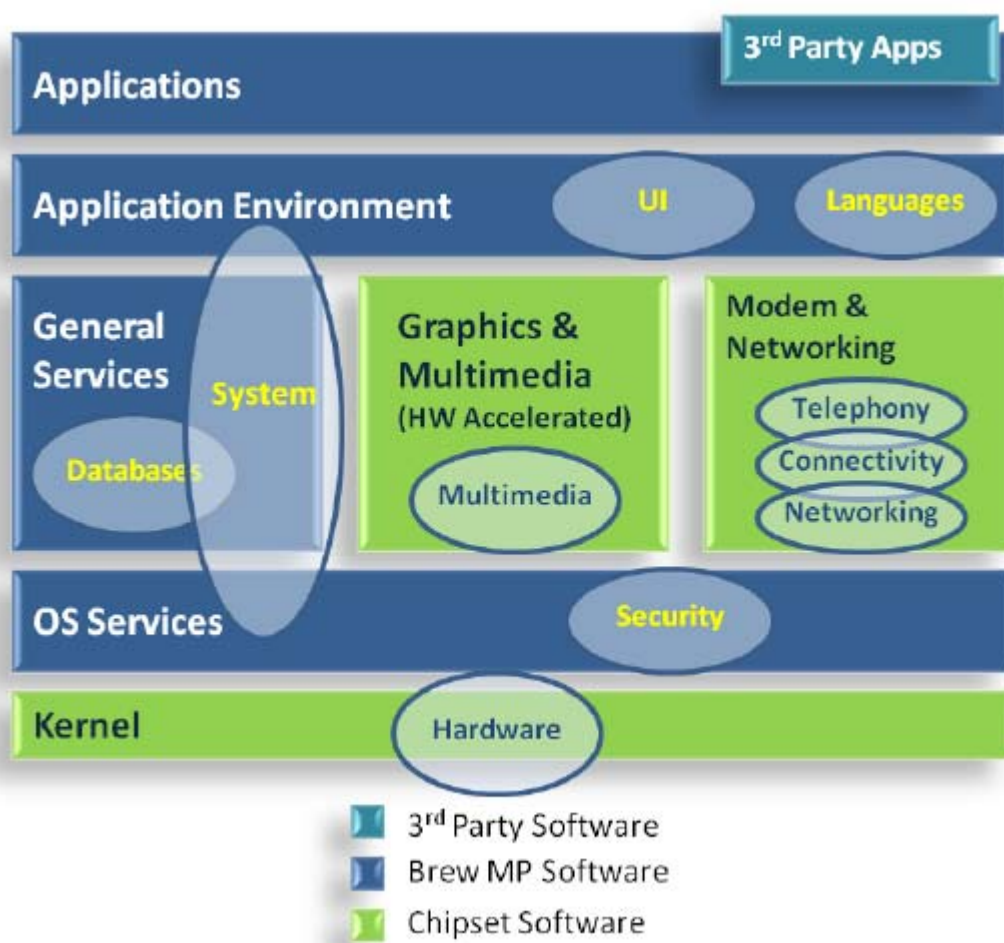 3rd Party Apps
Applications
Application Environment
UI
Languages
General
Services
System
Databases
Graphics &
Multimedia
(HW Accelerated)
Multimedia
Modem &
Networking
Telephony
Connectivity
Networking
OS Services
Security
Kernel
Hardware
3rd Party Software
Brew MP Software
Chipset Software